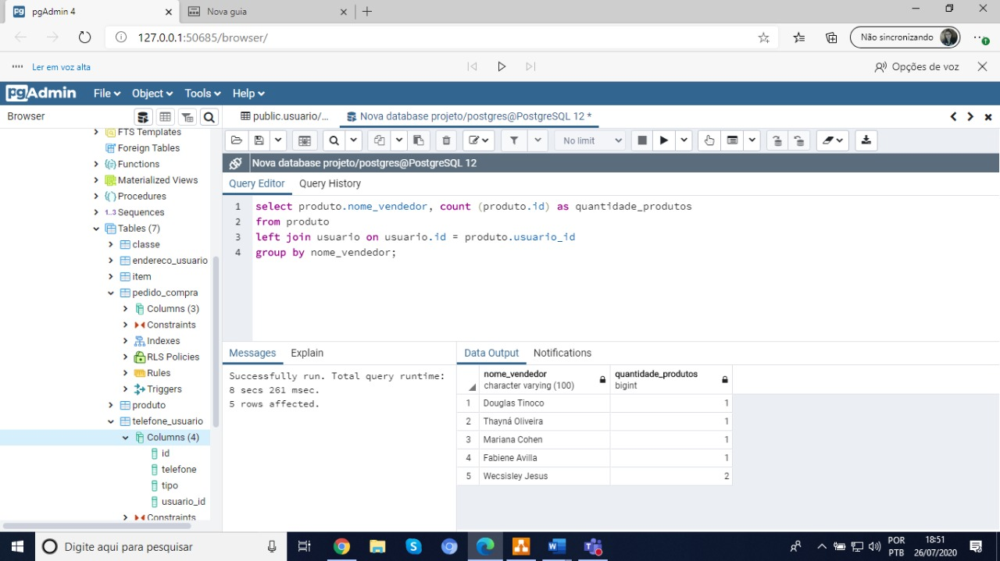 pgAdmin 4
Nova guia
127.0.0.1:50685/browser/
Não sincronizando
Ler em voz alta
Opções de voz
pgAdmin
File
Object
Tools
Help
Browser
public.usuario/...
Nova database projeto/postgres@PostgreSQL 12 *
No limit
Nova database projeto/postgres@PostgreSQL 12
Query Editor
Query History
FTS Templates
Foreign Tables
Functions
Materialized Views
Procedures
1..3 Sequences
Tables (7)
classe
endereco_usuario
item
pedido_compra
Columns (3)
Constraints
Indexes
RLS Policies
Rules
Triggers
produto
telefone_usuario
Columns (4)
id
telefone
tipo
usuario_id
Constraints
1 select produto.nome_vendedor, count (produto.id) as quantidade_produtos
2 from produto
3 left join usuario on usuario.id = produto.usuario_id
4 group by nome_vendedor;
Messages
Explain
Successfully run. Total query runtime:
8 secs 261 msec.
5 rows affected.
Data Output
Notifications
nome_vendedor quantidade_produtos
character varying (100) bigint
1 Douglas Tinoco 1
2 Thayná Oliveira 1
3 Mariana Cohen 1
4 Fabiene Avilla 1
5 Wecsisley Jesus 2
Digite aqui para pesquisar
POR
PTB
18:51
26/07/2020